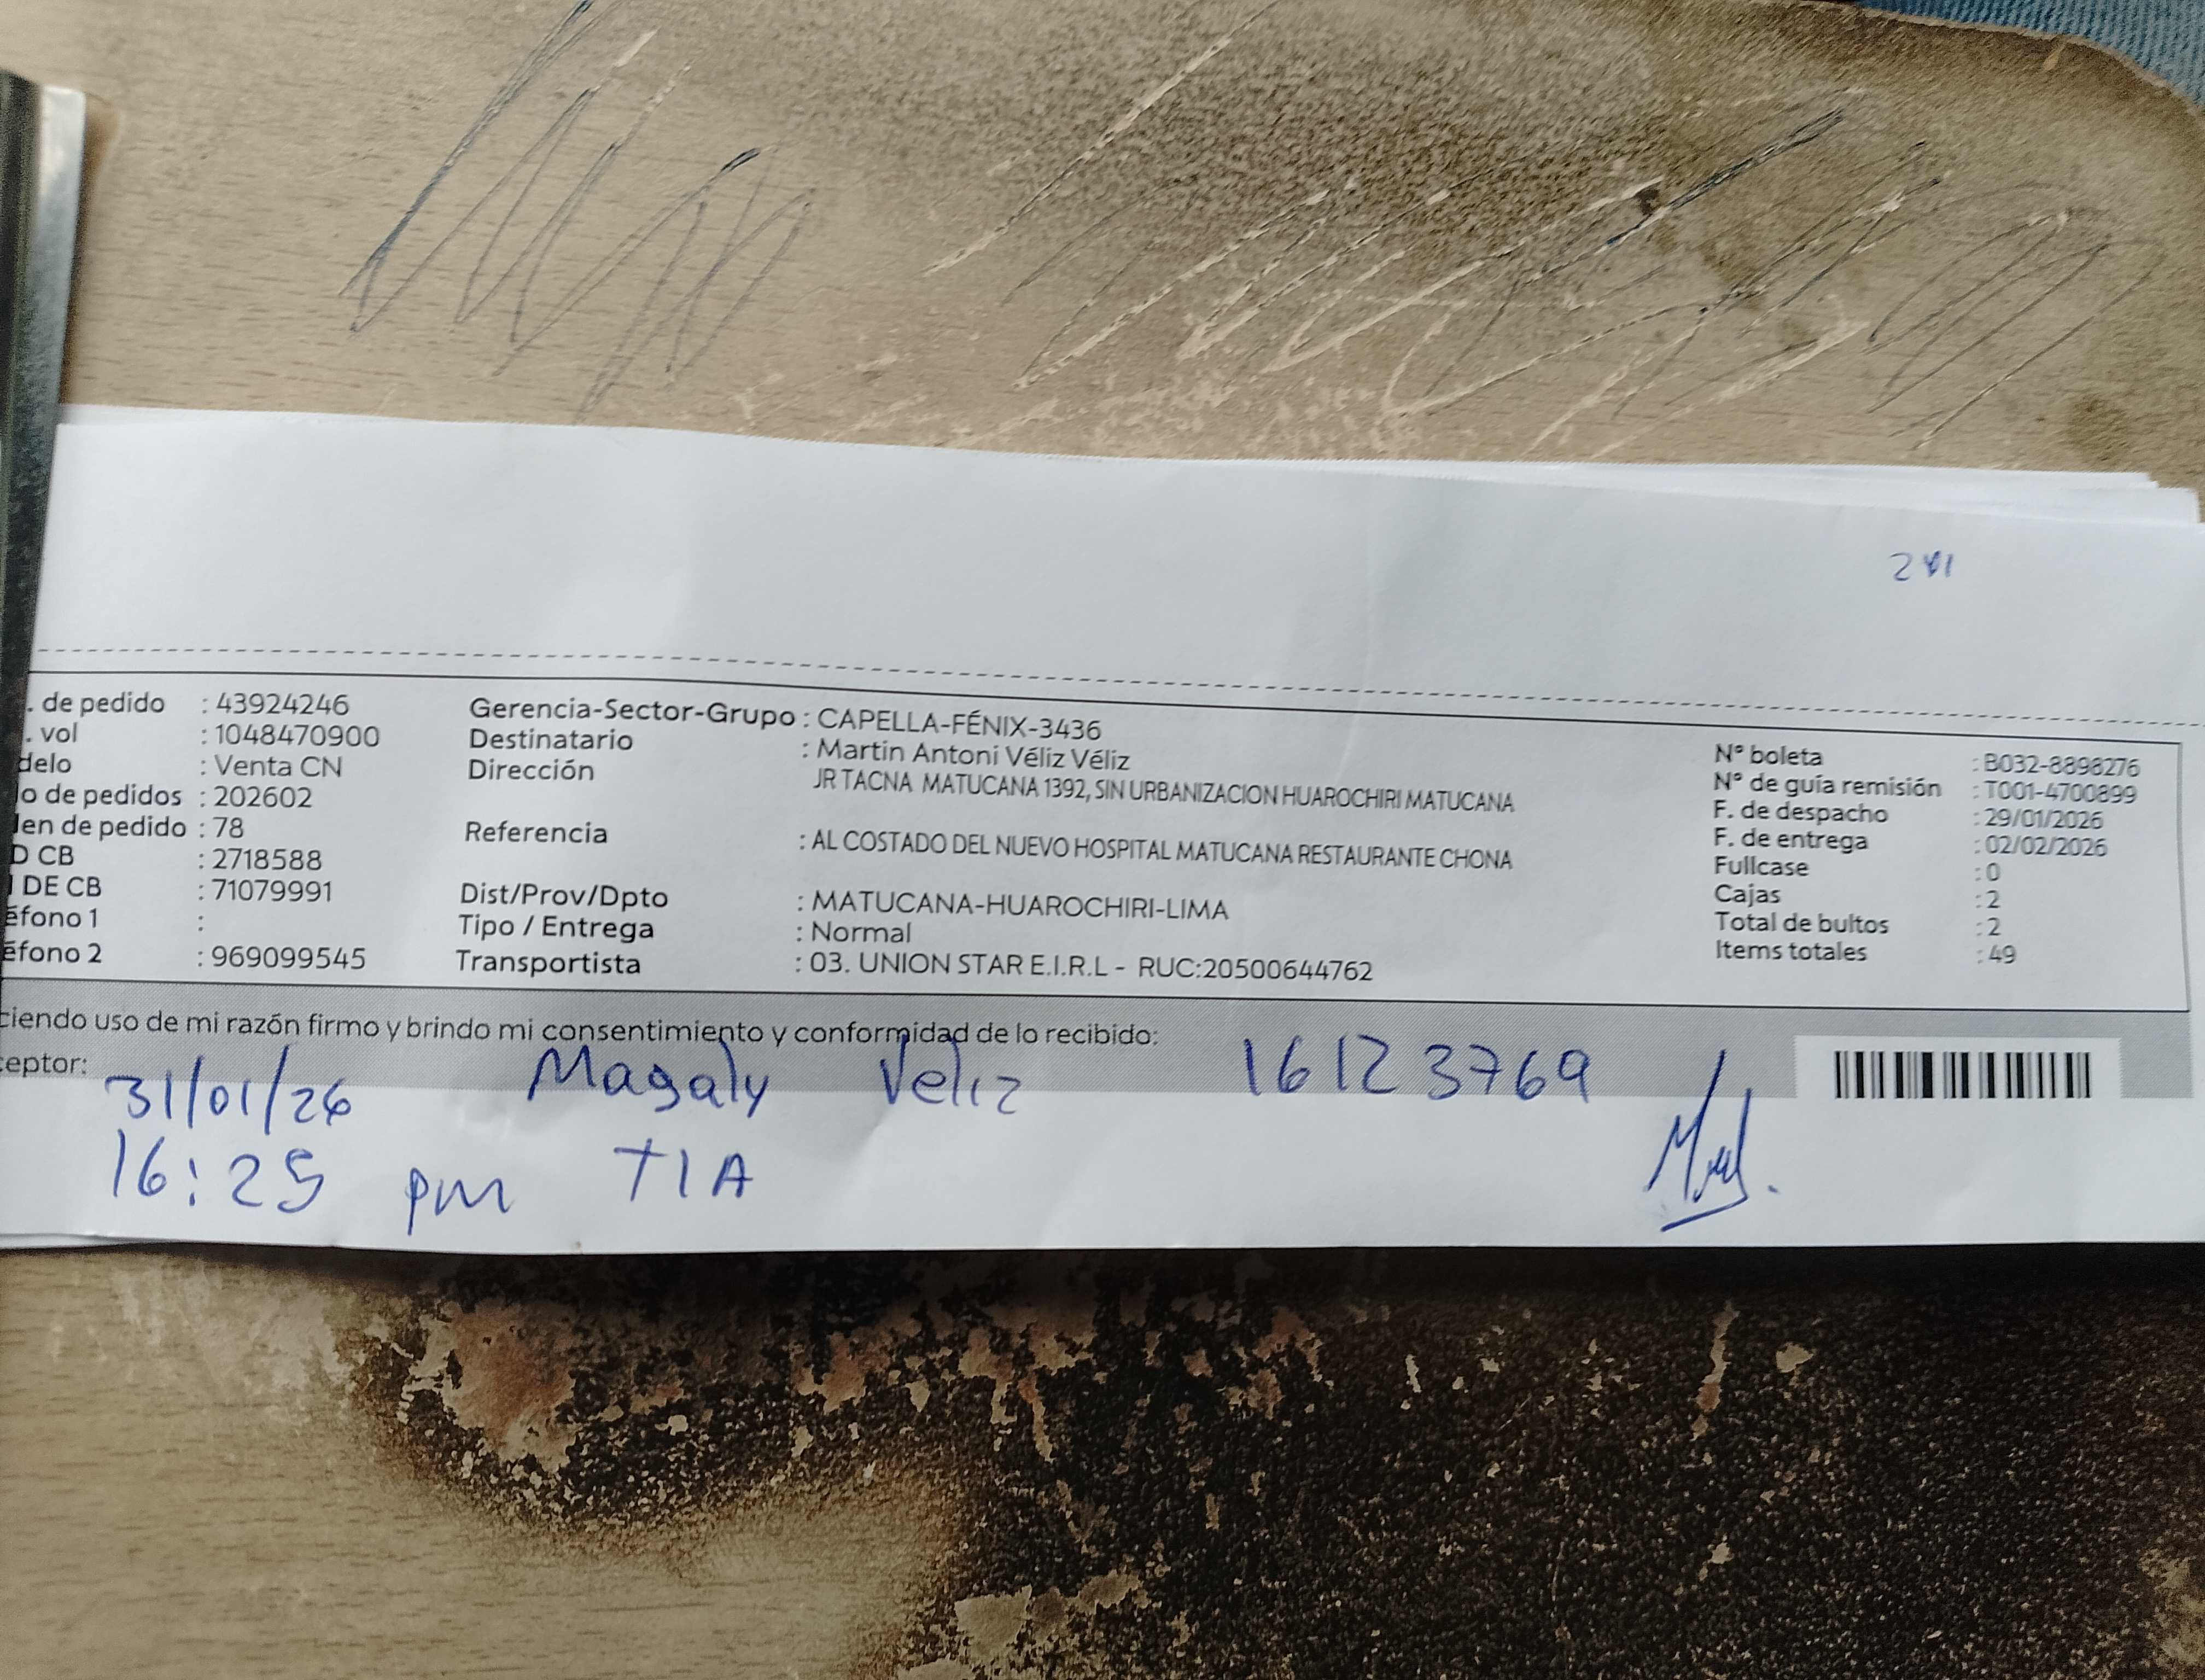 241
. de pedido : 43924246
. vol : 1048470900
delo : Venta CN
o de pedidos : 202602
den de pedido : 78
D CB : 2718588
I DE CB : 71079991
éfono 1 :
éfono 2 : 969099545
Gerencia-Sector-Grupo : CAPELLA-FÉNIX-3436
Destinatario : Martin Antoni Véliz Véliz
Dirección JR TACNA MATUCANA 1392, SIN URBANIZACION HUAROCHIRI MATUCANA
Referencia : AL COSTADO DEL NUEVO HOSPITAL MATUCANA RESTAURANTE CHONA
Dist/Prov/Dpto : MATUCANA-HUAROCHIRI-LIMA
Tipo / Entrega : Normal
Transportista : 03. UNION STAR E.I.R.L - RUC:20500644762
N° boleta : B032-8898276
N° de guía remisión : T001-4700899
F. de despacho : 29/01/2026
F. de entrega : 02/02/2026
Fullcase : 0
Cajas : 2
Total de bultos : 2
Items totales : 49
ciendo uso de mi razón firmo y brindo mi consentimiento y conformidad de lo recibido:
ceptor:
31/01/26 Magaly Veliz 16123769
16:25 pm TIA